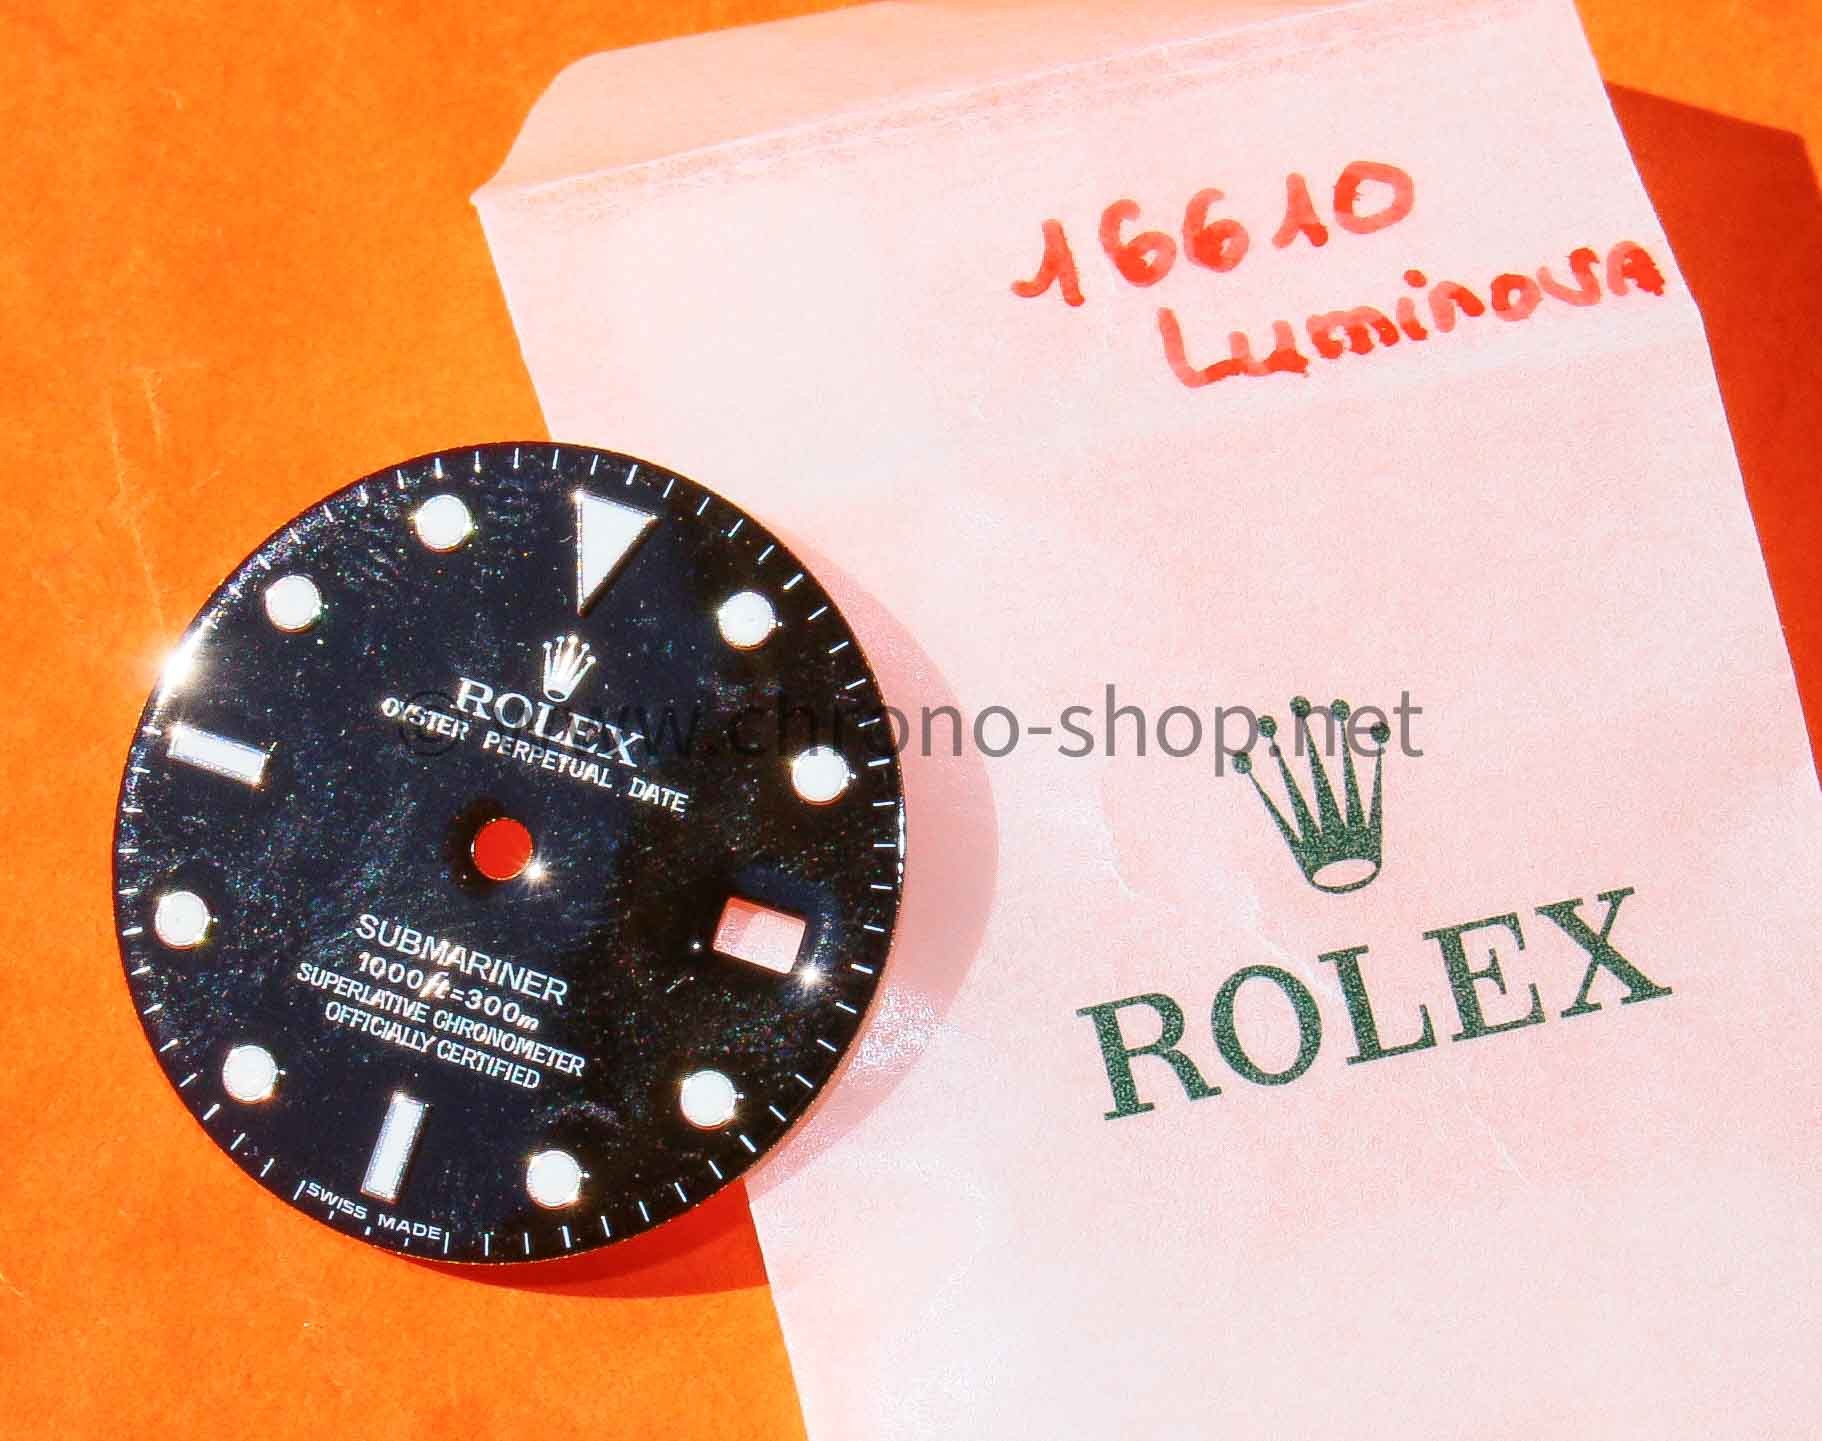 16610
Luminova
ROLEX
OYSTER PERPETUAL DATE
© www.chrono-shop.net
SUBMARINER
1000ft=300m
SUPERLATIVE CHRONOMETER
OFFICIALLY CERTIFIED
SWISS MADE
ROLEX